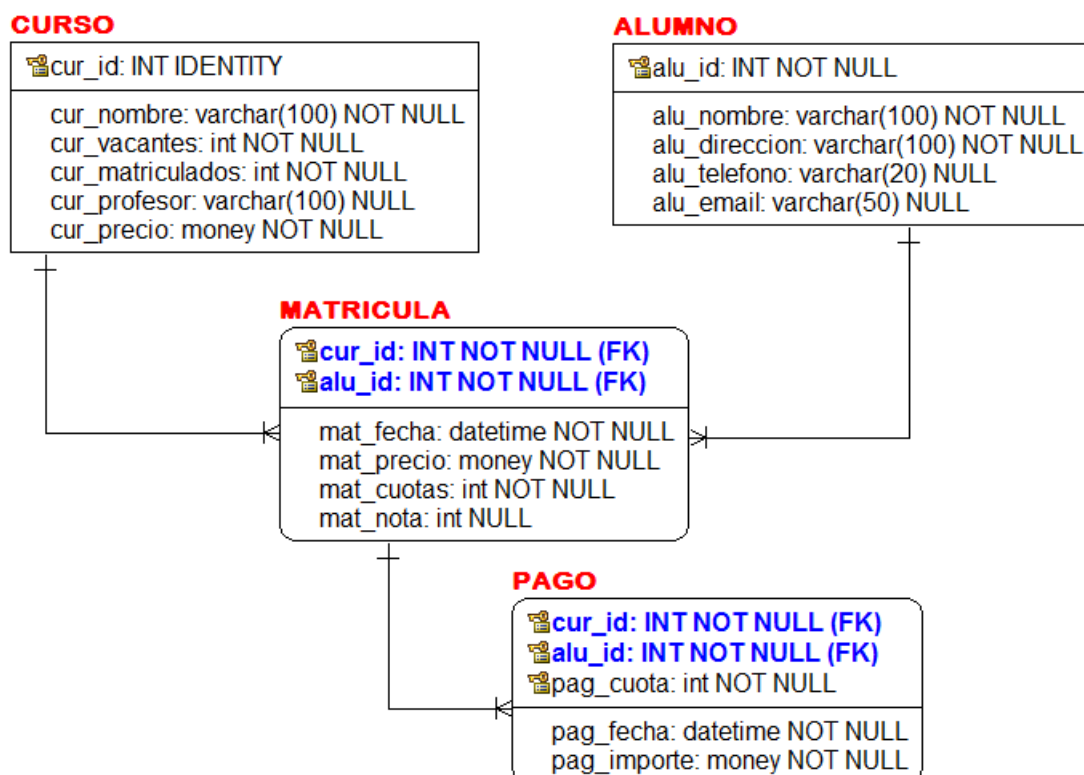 CURSO
cur_id: INT IDENTITY
cur_nombre: varchar(100) NOT NULL
cur_vacantes: int NOT NULL
cur_matriculados: int NOT NULL
cur_profesor: varchar(100) NULL
cur_precio: money NOT NULL
ALUMNO
alu_id: INT NOT NULL
alu_nombre: varchar(100) NOT NULL
alu_direccion: varchar(100) NOT NULL
alu_telefono: varchar(20) NULL
alu_email: varchar(50) NULL
MATRICULA
cur_id: INT NOT NULL (FK)
alu_id: INT NOT NULL (FK)
mat_fecha: datetime NOT NULL
mat_precio: money NOT NULL
mat_cuotas: int NOT NULL
mat_nota: int NULL
PAGO
cur_id: INT NOT NULL (FK)
alu_id: INT NOT NULL (FK)
pag_cuota: int NOT NULL
pag_fecha: datetime NOT NULL
pag_importe: money NOT NULL